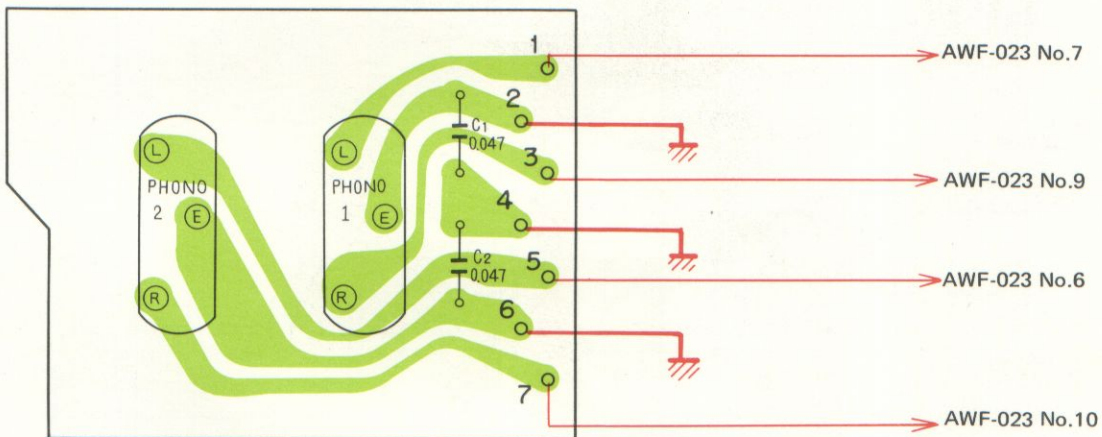 1
AWF-023 No.7
2
C1
0.047
3
AWF-023 No.9
L
PHONO
2
E
R
L
PHONO
1
E
R
4
C2
0.047
5
AWF-023 No.6
6
7
AWF-023 No.10